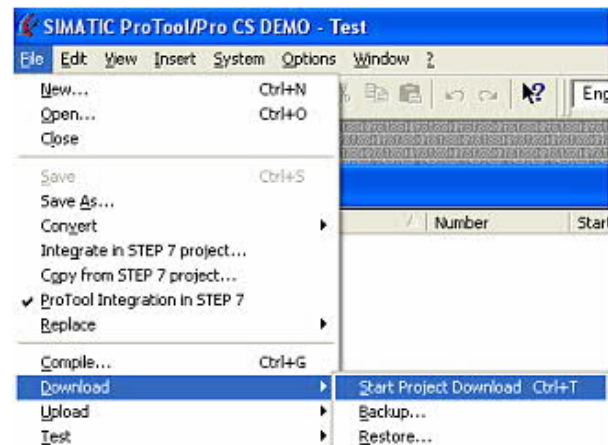 SIMATIC ProTool/Pro CS DEMO - Test
File Edit View Insert System Options Window ?
New... Ctrl+N
Open... Ctrl+O
Close
Save Ctrl+S
Save As...
Convert
Integrate in STEP 7 project...
Copy from STEP 7 project...
ProTool Integration in STEP 7
Replace
Compile... Ctrl+G
Download
Upload
Test
Eng
Number Start
Start Project Download Ctrl+T
Backup...
Restore...